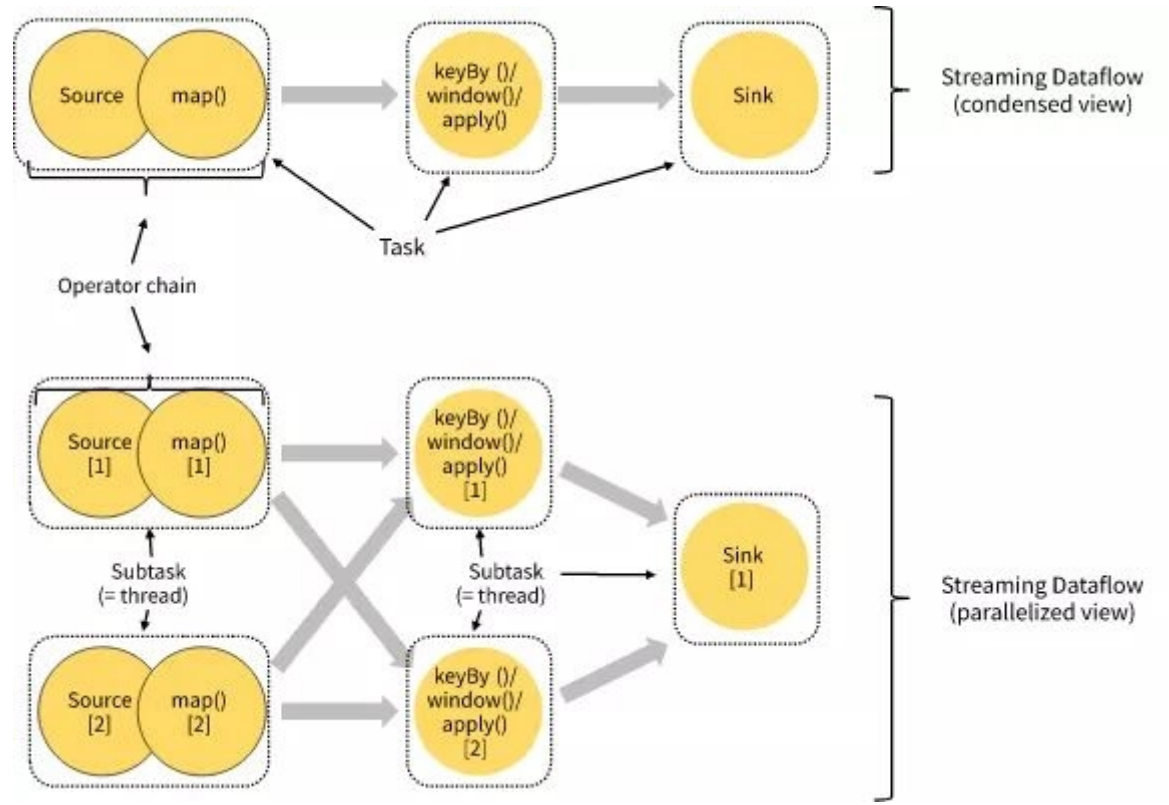 Source
map()
keyBy ()/
window()/
apply()
Sink
Streaming Dataflow
(condensed view)
Task
Operator chain
Source
[1]
map()
[1]
keyBy ()/
window()/
apply()
[1]
Subtask
(= thread)
Subtask
(= thread)
Sink
[1]
Streaming Dataflow
(parallelized view)
Source
[2]
map()
[2]
keyBy ()/
window()/
apply()
[2]